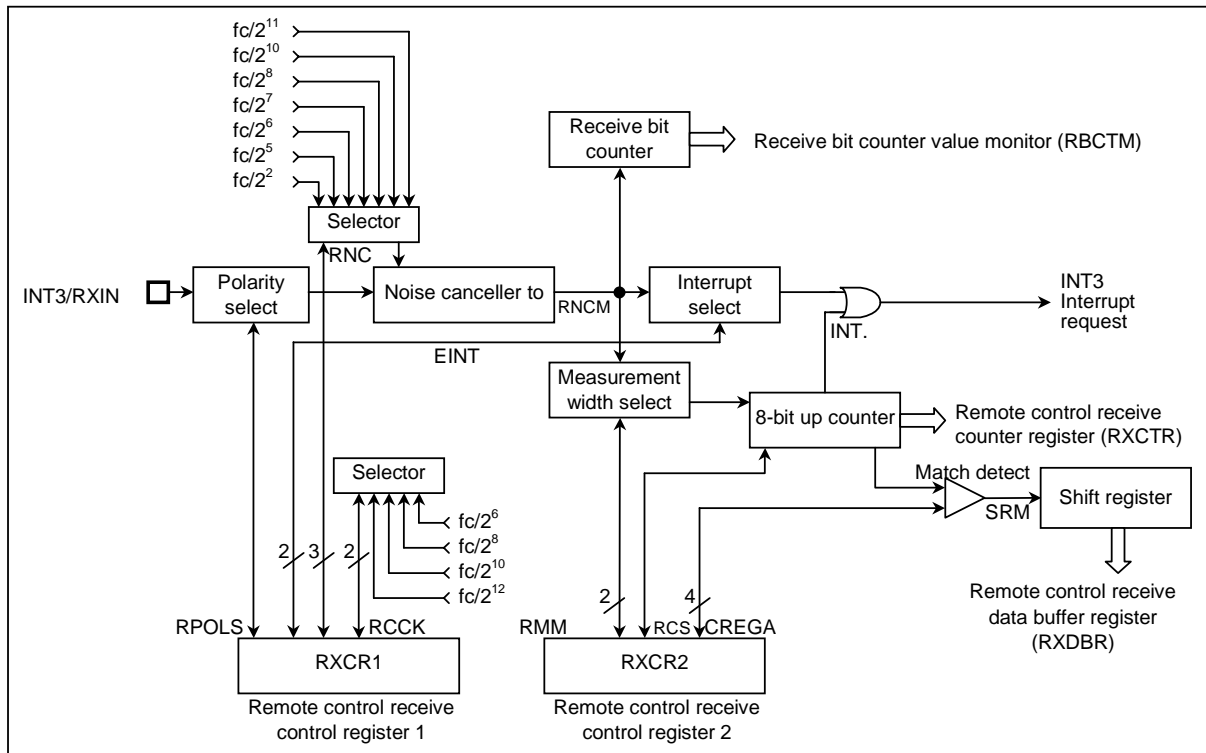 fc/2^11
fc/2^10
fc/2^8
fc/2^7
fc/2^6
fc/2^5
fc/2^2
Selector
RNC
Receive bit
counter
Receive bit counter value monitor (RBCTM)
INT3/RXIN
Polarity
select
Noise canceller to
RNCM
Interrupt
select
INT.
INT3
Interrupt
request
EINT
Measurement
width select
8-bit up counter
Remote control receive
counter register (RXCTR)
Selector
fc/2^6
fc/2^8
fc/2^10
fc/2^12
Match detect
SRM
Shift register
Remote control receive
data buffer register
(RXDBR)
2
3
2
2
4
RPOLS
RCCK
RMM
RCS
CREGA
RXCR1
RXCR2
Remote control receive
control register 1
Remote control receive
control register 2